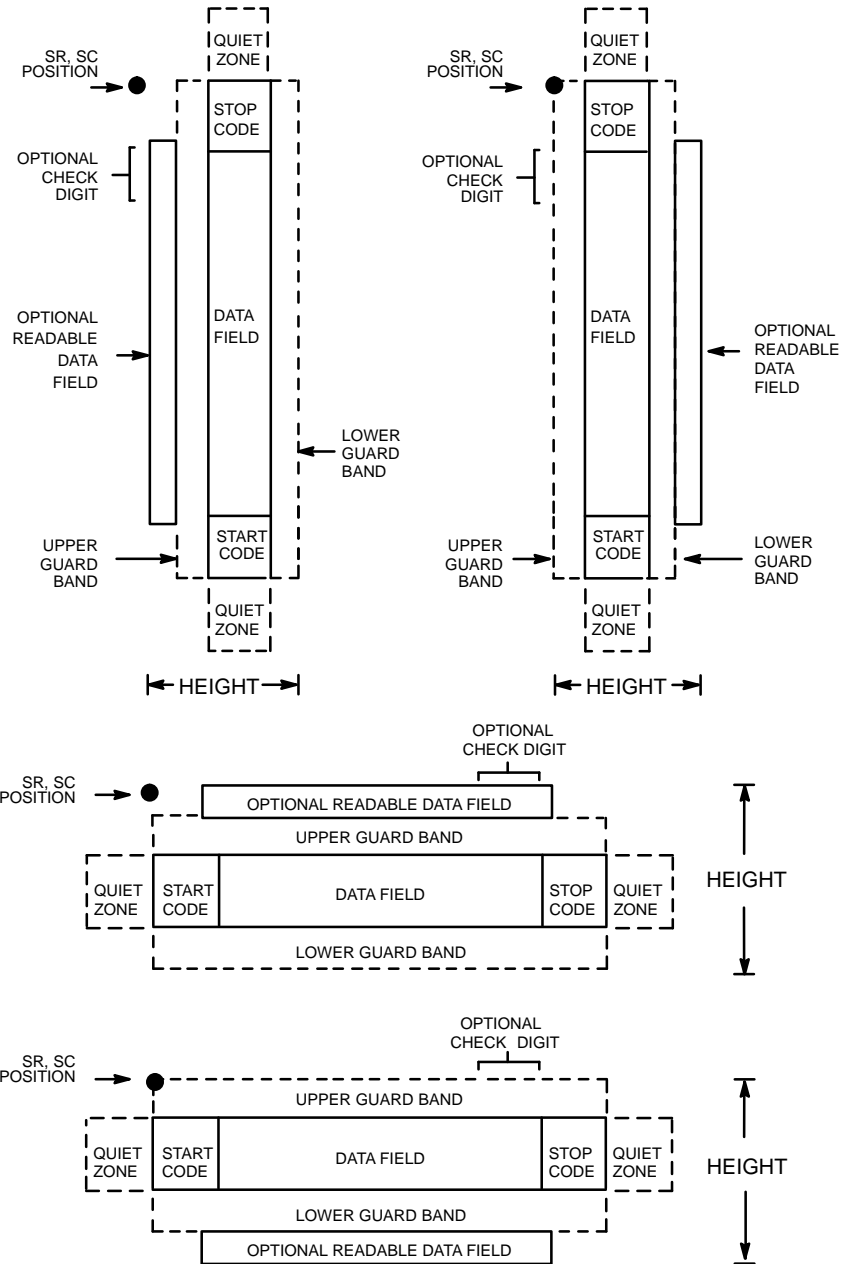 QUIET
ZONE
SR, SC
POSITION
STOP
CODE
OPTIONAL
CHECK
DIGIT
OPTIONAL
READABLE
DATA
FIELD
DATA
FIELD
LOWER
GUARD
BAND
UPPER
GUARD
BAND
START
CODE
QUIET
ZONE
HEIGHT
QUIET
ZONE
SR, SC
POSITION
STOP
CODE
OPTIONAL
CHECK
DIGIT
DATA
FIELD
OPTIONAL
READABLE
DATA
FIELD
UPPER
GUARD
BAND
START
CODE
LOWER
GUARD
BAND
QUIET
ZONE
HEIGHT
OPTIONAL
CHECK DIGIT
SR, SC
POSITION
OPTIONAL READABLE DATA FIELD
UPPER GUARD BAND
QUIET
ZONE
START
CODE
DATA FIELD
STOP
CODE
QUIET
ZONE
HEIGHT
LOWER GUARD BAND
OPTIONAL
CHECK DIGIT
SR, SC
POSITION
UPPER GUARD BAND
QUIET
ZONE
START
CODE
DATA FIELD
STOP
CODE
QUIET
ZONE
HEIGHT
LOWER GUARD BAND
OPTIONAL READABLE DATA FIELD